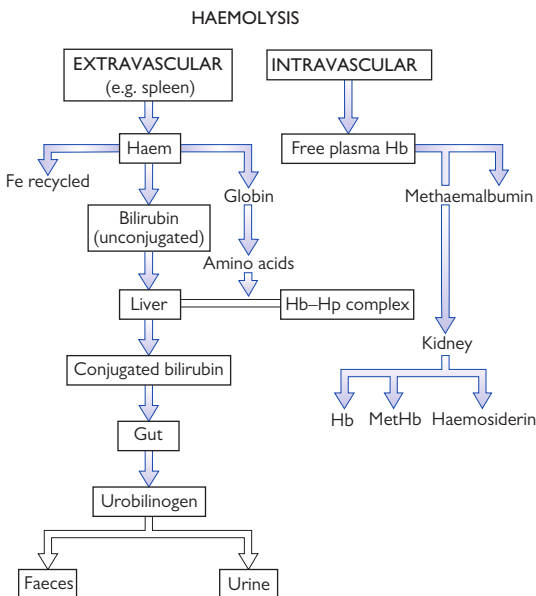 HAEMOLYSIS
EXTRAVASCULAR
(e.g. spleen)
INTRAVASCULAR
Haem
Free plasma Hb
Fe recycled
Globin
Methaemalbumin
Bilirubin
(unconjugated)
Amino acids
Liver
Hb–Hp complex
Kidney
Conjugated bilirubin
Hb
MetHb
Haemosiderin
Gut
Urobilinogen
Faeces
Urine